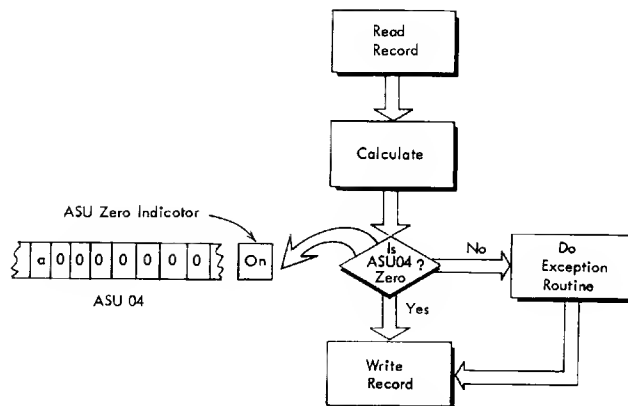 Read
Record
Calculate
ASU Zero Indicator
a 0 0 0 0 0 0 0
On
ASU 04
Is
ASU04 ?
Zero
No
Do
Exception
Routine
Yes
Write
Record